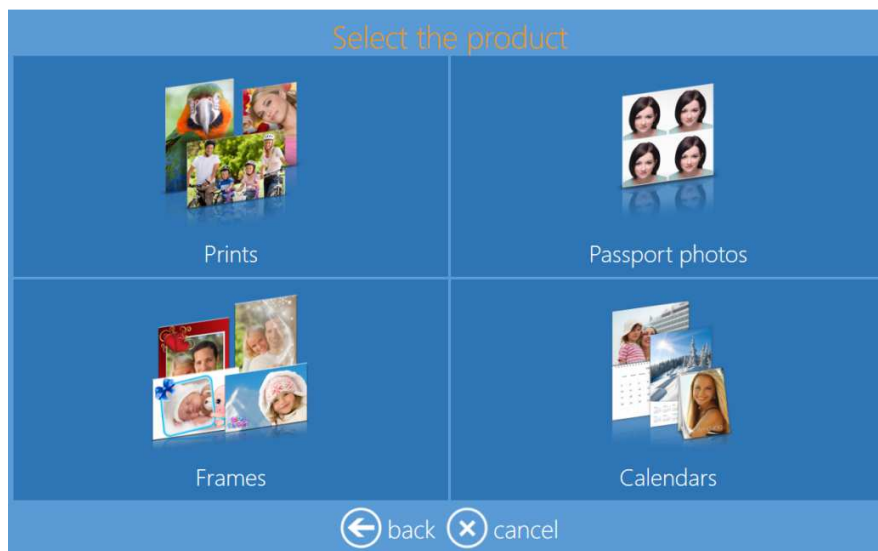 Select the product
Prints
Passport photos
Frames
Calendars
back cancel